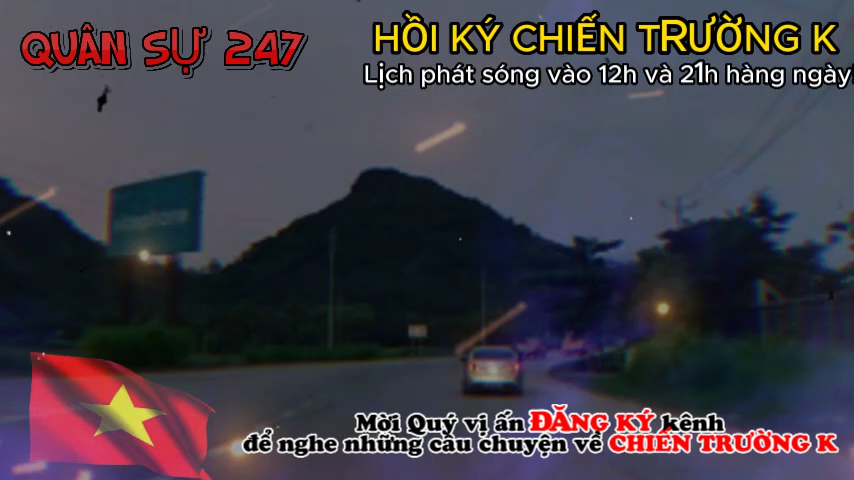 QUÂN SỰ 247
HỒI KÝ CHIẾN TRƯỜNG K
Lịch phát sóng vào 12h và 21h hàng ngày
Mời Quý vị ấn ĐĂNG KÝ kênh
để nghe những câu chuyện về CHIẾN TRƯỜNG K